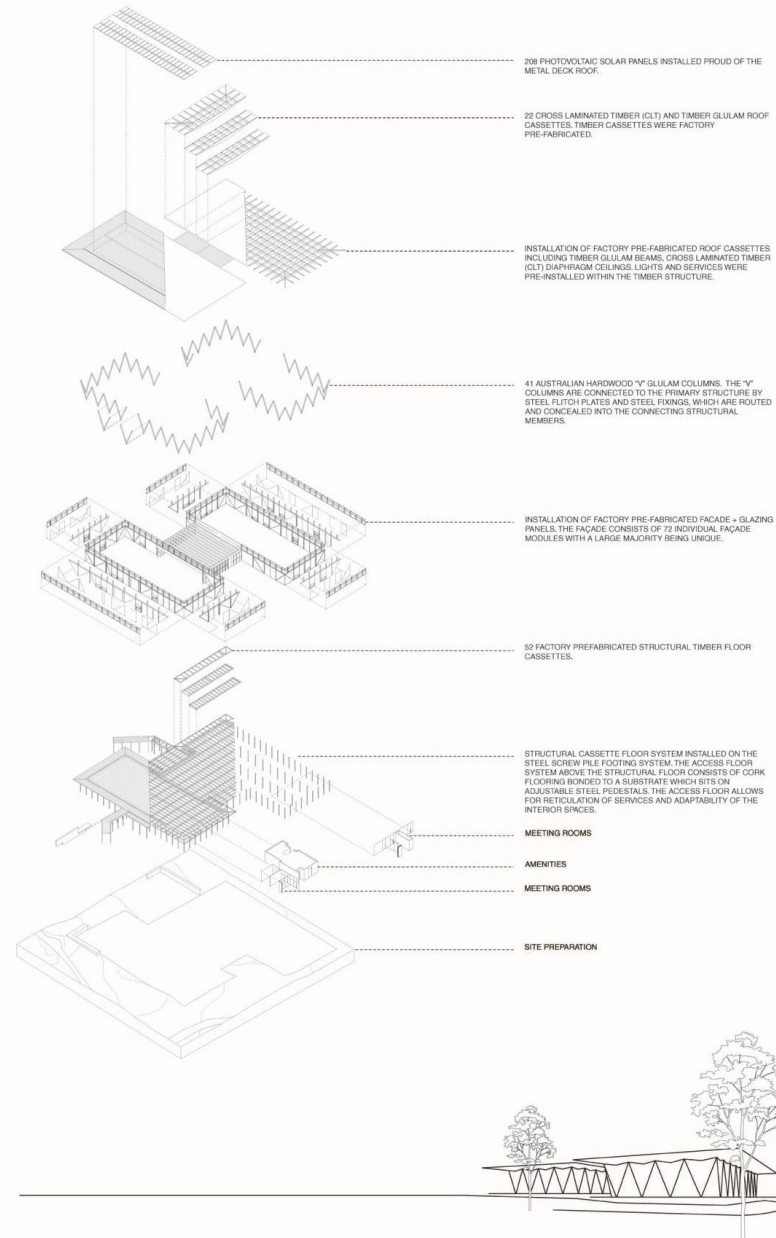 208 PHOTOVOLTAIC SOLAR PANELS INSTALLED PROUD OF THE
METAL DECK ROOF.
22 CROSS LAMINATED TIMBER (CLT) AND TIMBER GLULAM ROOF
CASSETTES. TIMBER CASSETTES WERE FACTORY
PRE-FABRICATED.
INSTALLATION OF FACTORY PRE-FABRICATED ROOF CASSETTES
INCLUDING TIMBER GLULAM BEAMS, CROSS LAMINATED TIMBER
(CLT) DIAPHRAGM CEILINGS. LIGHTS AND SERVICES WERE
PRE-INSTALLED WITHIN THE TIMBER STRUCTURE.
41 AUSTRALIAN HARDWOOD "V" GLULAM COLUMNS. THE "V"
COLUMNS ARE CONNECTED TO THE PRIMARY STRUCTURE BY
STEEL FLITCH PLATES AND STEEL FIXINGS, WHICH ARE ROUTED
AND CONCEALED INTO THE CONNECTING STRUCTURAL
MEMBERS.
INSTALLATION OF FACTORY PRE-FABRICATED FACADE + GLAZING
PANELS. THE FAÇADE CONSISTS OF 72 INDIVIDUAL FAÇADE
MODULES WITH A LARGE MAJORITY BEING UNIQUE.
52 FACTORY PREFABRICATED STRUCTURAL TIMBER FLOOR
CASSETTES.
STRUCTURAL CASSETTE FLOOR SYSTEM INSTALLED ON THE
STEEL SCREW PILE FOOTING SYSTEM. THE ACCESS FLOOR
SYSTEM ABOVE THE STRUCTURAL FLOOR CONSISTS OF CORK
FLOORING BONDED TO A SUBSTRATE WHICH SITS ON
ADJUSTABLE STEEL PEDESTALS. THE ACCESS FLOOR ALLOWS
FOR RETICULATION OF SERVICES AND ADAPTABILITY OF THE
INTERIOR SPACES.
MEETING ROOMS
AMENITIES
MEETING ROOMS
SITE PREPARATION